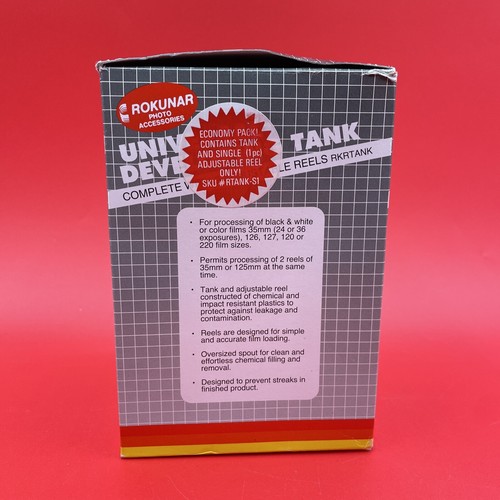 ROKUNAR
PHOTO
ACCESSORIES
UNIV TANK
DEVE
COMPLETE W LE REELS RKRTANK
ECONOMY PACK!
CONTAINS TANK
AND SINGLE (1pc)
ADJUSTABLE REEL
ONLY!
SKU #RTANK-S1
• For processing of black & white
or color films 35mm (24 or 36
exposures), 126, 127, 120 or
220 film sizes.
• Permits processing of 2 reels of
35mm or 125mm at the same
time.
• Tank and adjustable reel
constructed of chemical and
impact resistant plastics to
protect against leakage and
contamination.
• Reels are designed for simple
and accurate film loading.
• Oversized spout for clean and
effortless chemical filling and
removal.
• Designed to prevent streaks in
finished product.